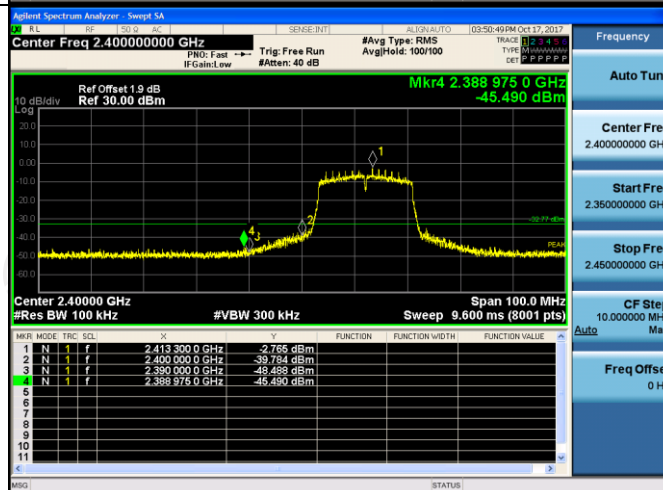 Agilent Spectrum Analyzer - Swept SA
RL RF 50 Ω AC SENSE:INT ALIGN AUTO 03:50:49 PM Oct 17, 2017
Center Freq 2.400000000 GHz
PNO: Fast
IFGain:Low
Trig: Free Run
#Atten: 40 dB
#Avg Type: RMS
Avg|Hold: 100/100
TRACE 1 2 3 4 5 6
TYPE M
DET P P P P P P
Ref Offset 1.9 dB
Ref 30.00 dBm
10 dB/div
Log
Mkr4 2.388 975 0 GHz
-45.490 dBm
20.0
10.0
0.00
-10.0
-20.0
-30.0
-40.0
-50.0
-60.0
1
2
3
4
-32.77 dBm
PEAK
Center 2.40000 GHz Span 100.0 MHz
#Res BW 100 kHz #VBW 300 kHz Sweep 9.600 ms (8001 pts)
MKR MODE TRC SCL X Y FUNCTION FUNCTION WIDTH FUNCTION VALUE
1 N 1 f 2.413 300 0 GHz -2.765 dBm
2 N 1 f 2.400 000 0 GHz -39.784 dBm
3 N 1 f 2.390 000 0 GHz -48.488 dBm
4 N 1 f 2.388 975 0 GHz -45.490 dBm
5
6
7
8
9
10
11
MSG STATUS
Frequency
Auto Tun
Center Fre
2.400000000 GH
Start Fre
2.350000000 GH
Stop Fre
2.450000000 GH
CF Ste
10.000000 MH
Auto Ma
Freq Offse
0 H